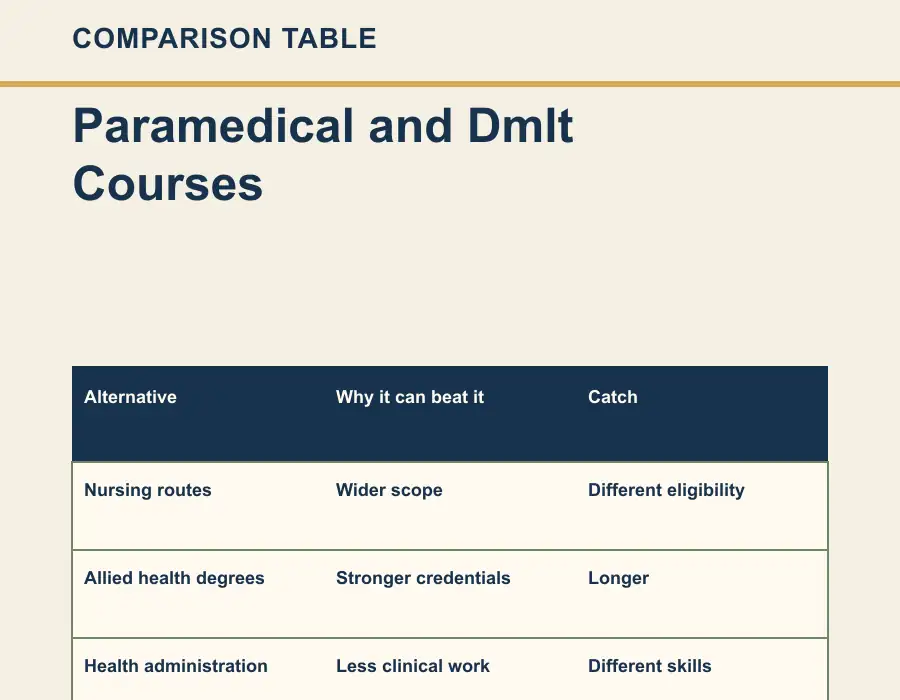 COMPARISON TABLE
Paramedical and Dmlt
Courses
Alternative Why it can beat it Catch
Nursing routes Wider scope Different eligibility
Allied health degrees Stronger credentials Longer
Health administration Less clinical work Different skills